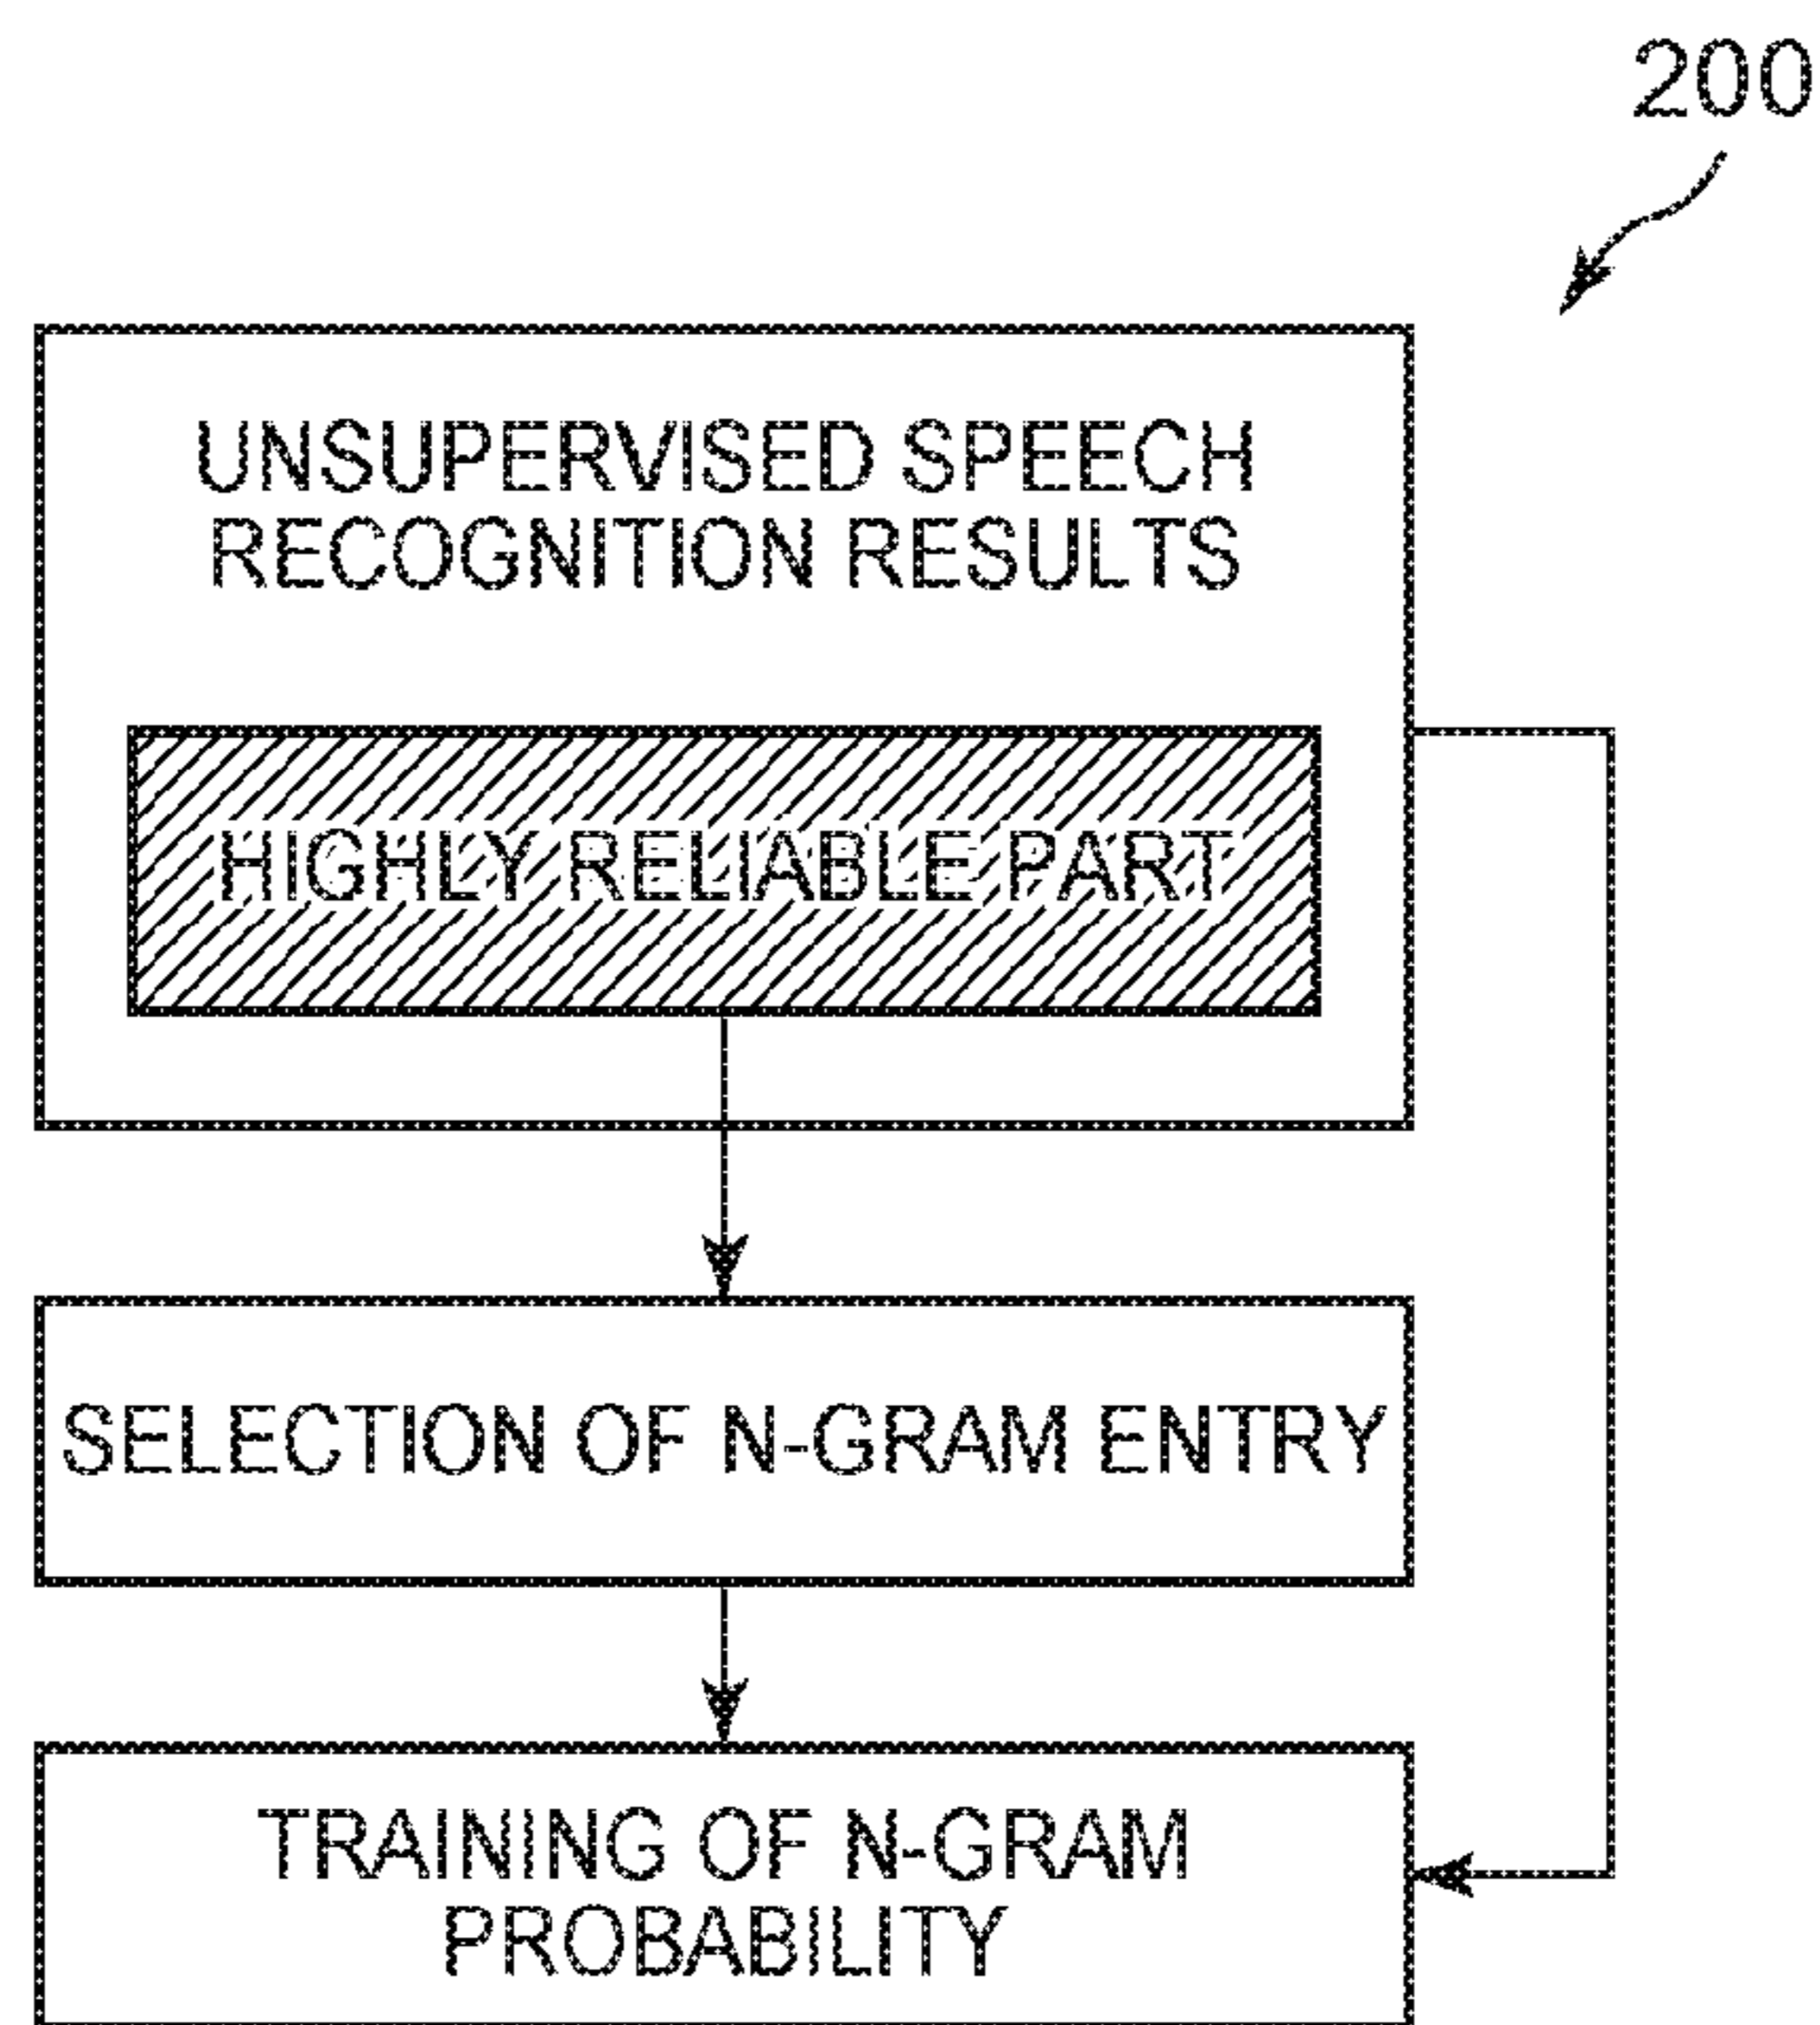 200
UNSUPERVISED SPEECH
RECOGNITION RESULTS
HIGHLY RELIABLE PART
SELECTION OF N-GRAM ENTRY
TRAINING OF N-GRAM
PROBABILITY